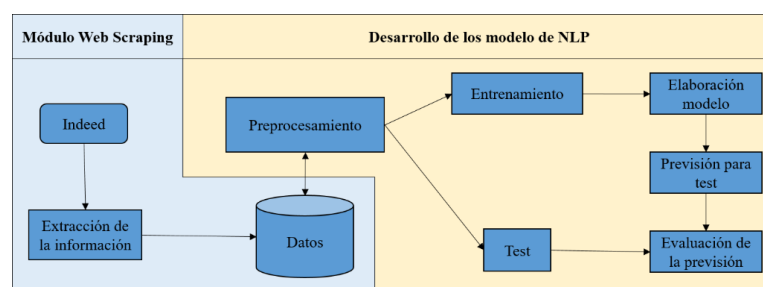 Módulo Web Scraping
Desarrollo de los modelo de NLP
Indeed
Extracción de
la información
Datos
Preprocesamiento
Entrenamiento
Elaboración
modelo
Previsión para
test
Test
Evaluación de
la previsión